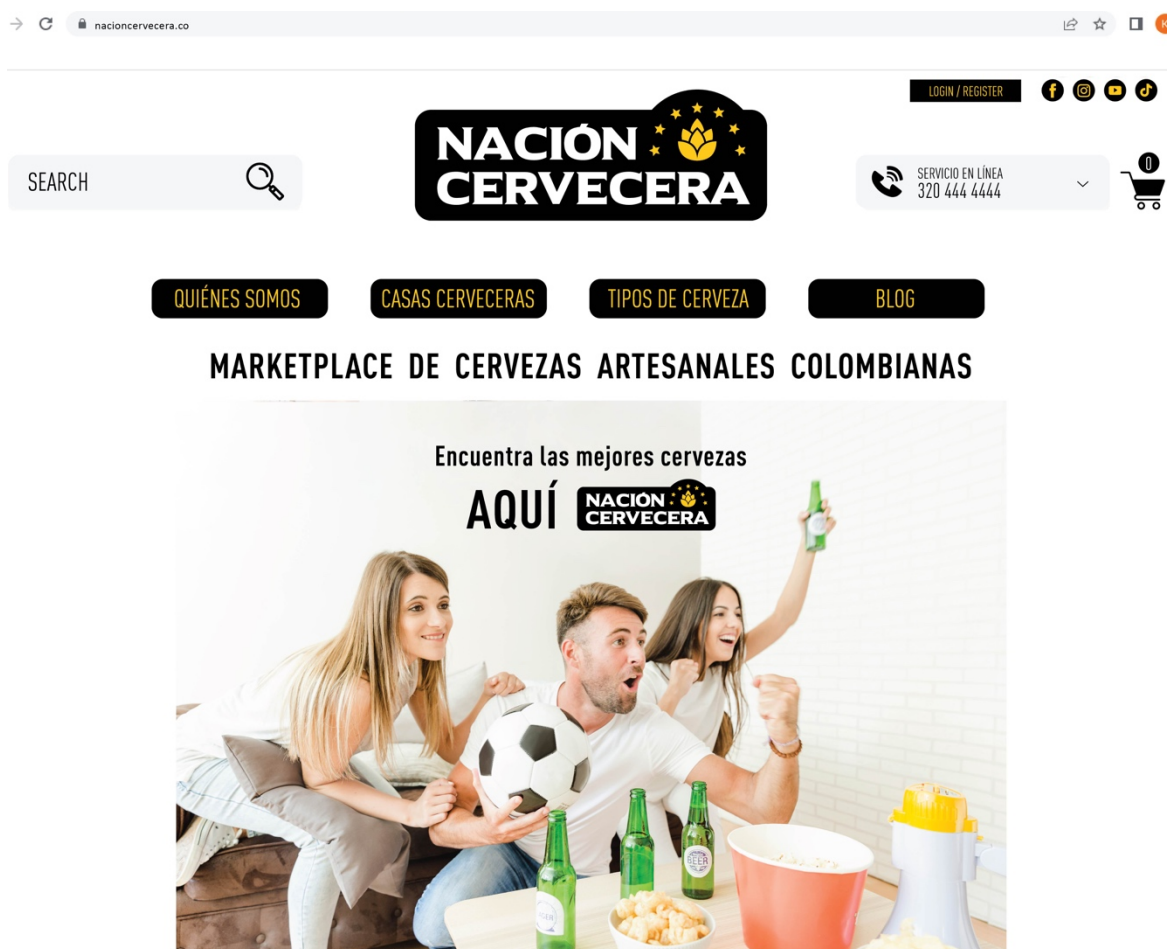 nacioncervecera.co
LOGIN / REGISTER
SEARCH
NACIÓN
CERVECERA
SERVICIO EN LÍNEA
320 444 4444
0
QUIÉNES SOMOS
CASAS CERVECERAS
TIPOS DE CERVEZA
BLOG
MARKETPLACE DE CERVEZAS ARTESANALES COLOMBIANAS
Encuentra las mejores cervezas
AQUÍ
NACIÓN
CERVECERA
BEER